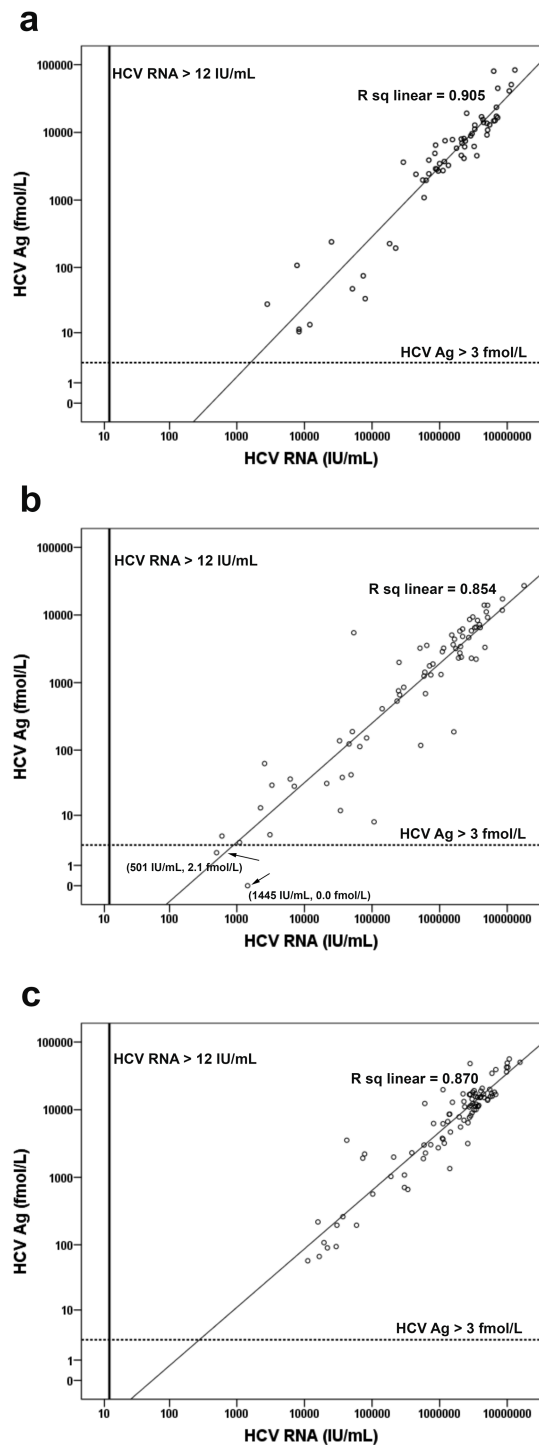 a
100000
HCV RNA > 12 IU/mL
R sq linear = 0.905
10000
1000
HCV Ag (fmol/L)
100
10
HCV Ag > 3 fmol/L
1
0
10 100 1000 10000 100000 1000000 10000000
HCV RNA (IU/mL)
b
100000
HCV RNA > 12 IU/mL
R sq linear = 0.854
10000
1000
HCV Ag (fmol/L)
100
10
HCV Ag > 3 fmol/L
1
(501 IU/mL, 2.1 fmol/L)
0
(1445 IU/mL, 0.0 fmol/L)
10 100 1000 10000 100000 1000000 10000000
HCV RNA (IU/mL)
c
100000
HCV RNA > 12 IU/mL
R sq linear = 0.870
10000
1000
HCV Ag (fmol/L)
100
10
HCV Ag > 3 fmol/L
1
0
10 100 1000 10000 100000 1000000 10000000
HCV RNA (IU/mL)